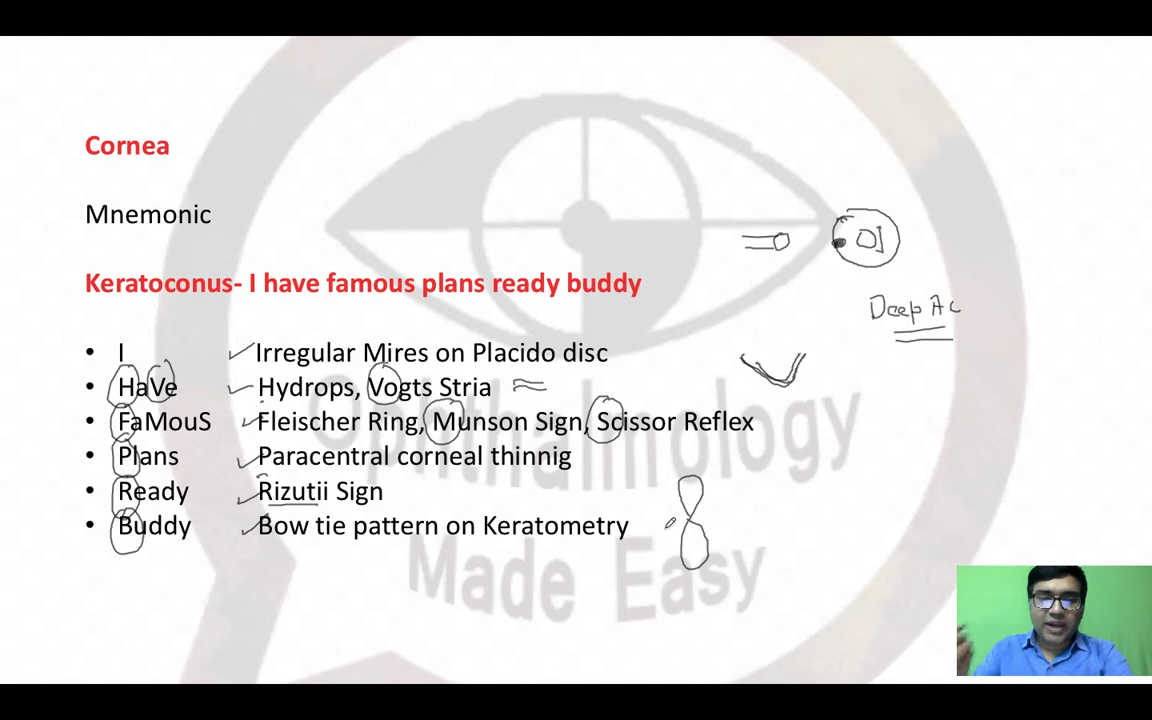 Cornea
Mnemonic
Keratoconus- I have famous plans ready buddy
• I Irregular Mires on Placido disc
• HaVe Hydrops, Vogts Stria
• FaMouS Fleischer Ring, Munson Sign, Scissor Reflex
• Plans Paracentral corneal thinnig
• Ready Rizutii Sign
• Buddy Bow tie pattern on Keratometry
Deep Ac
Ophthalmology
Made Easy